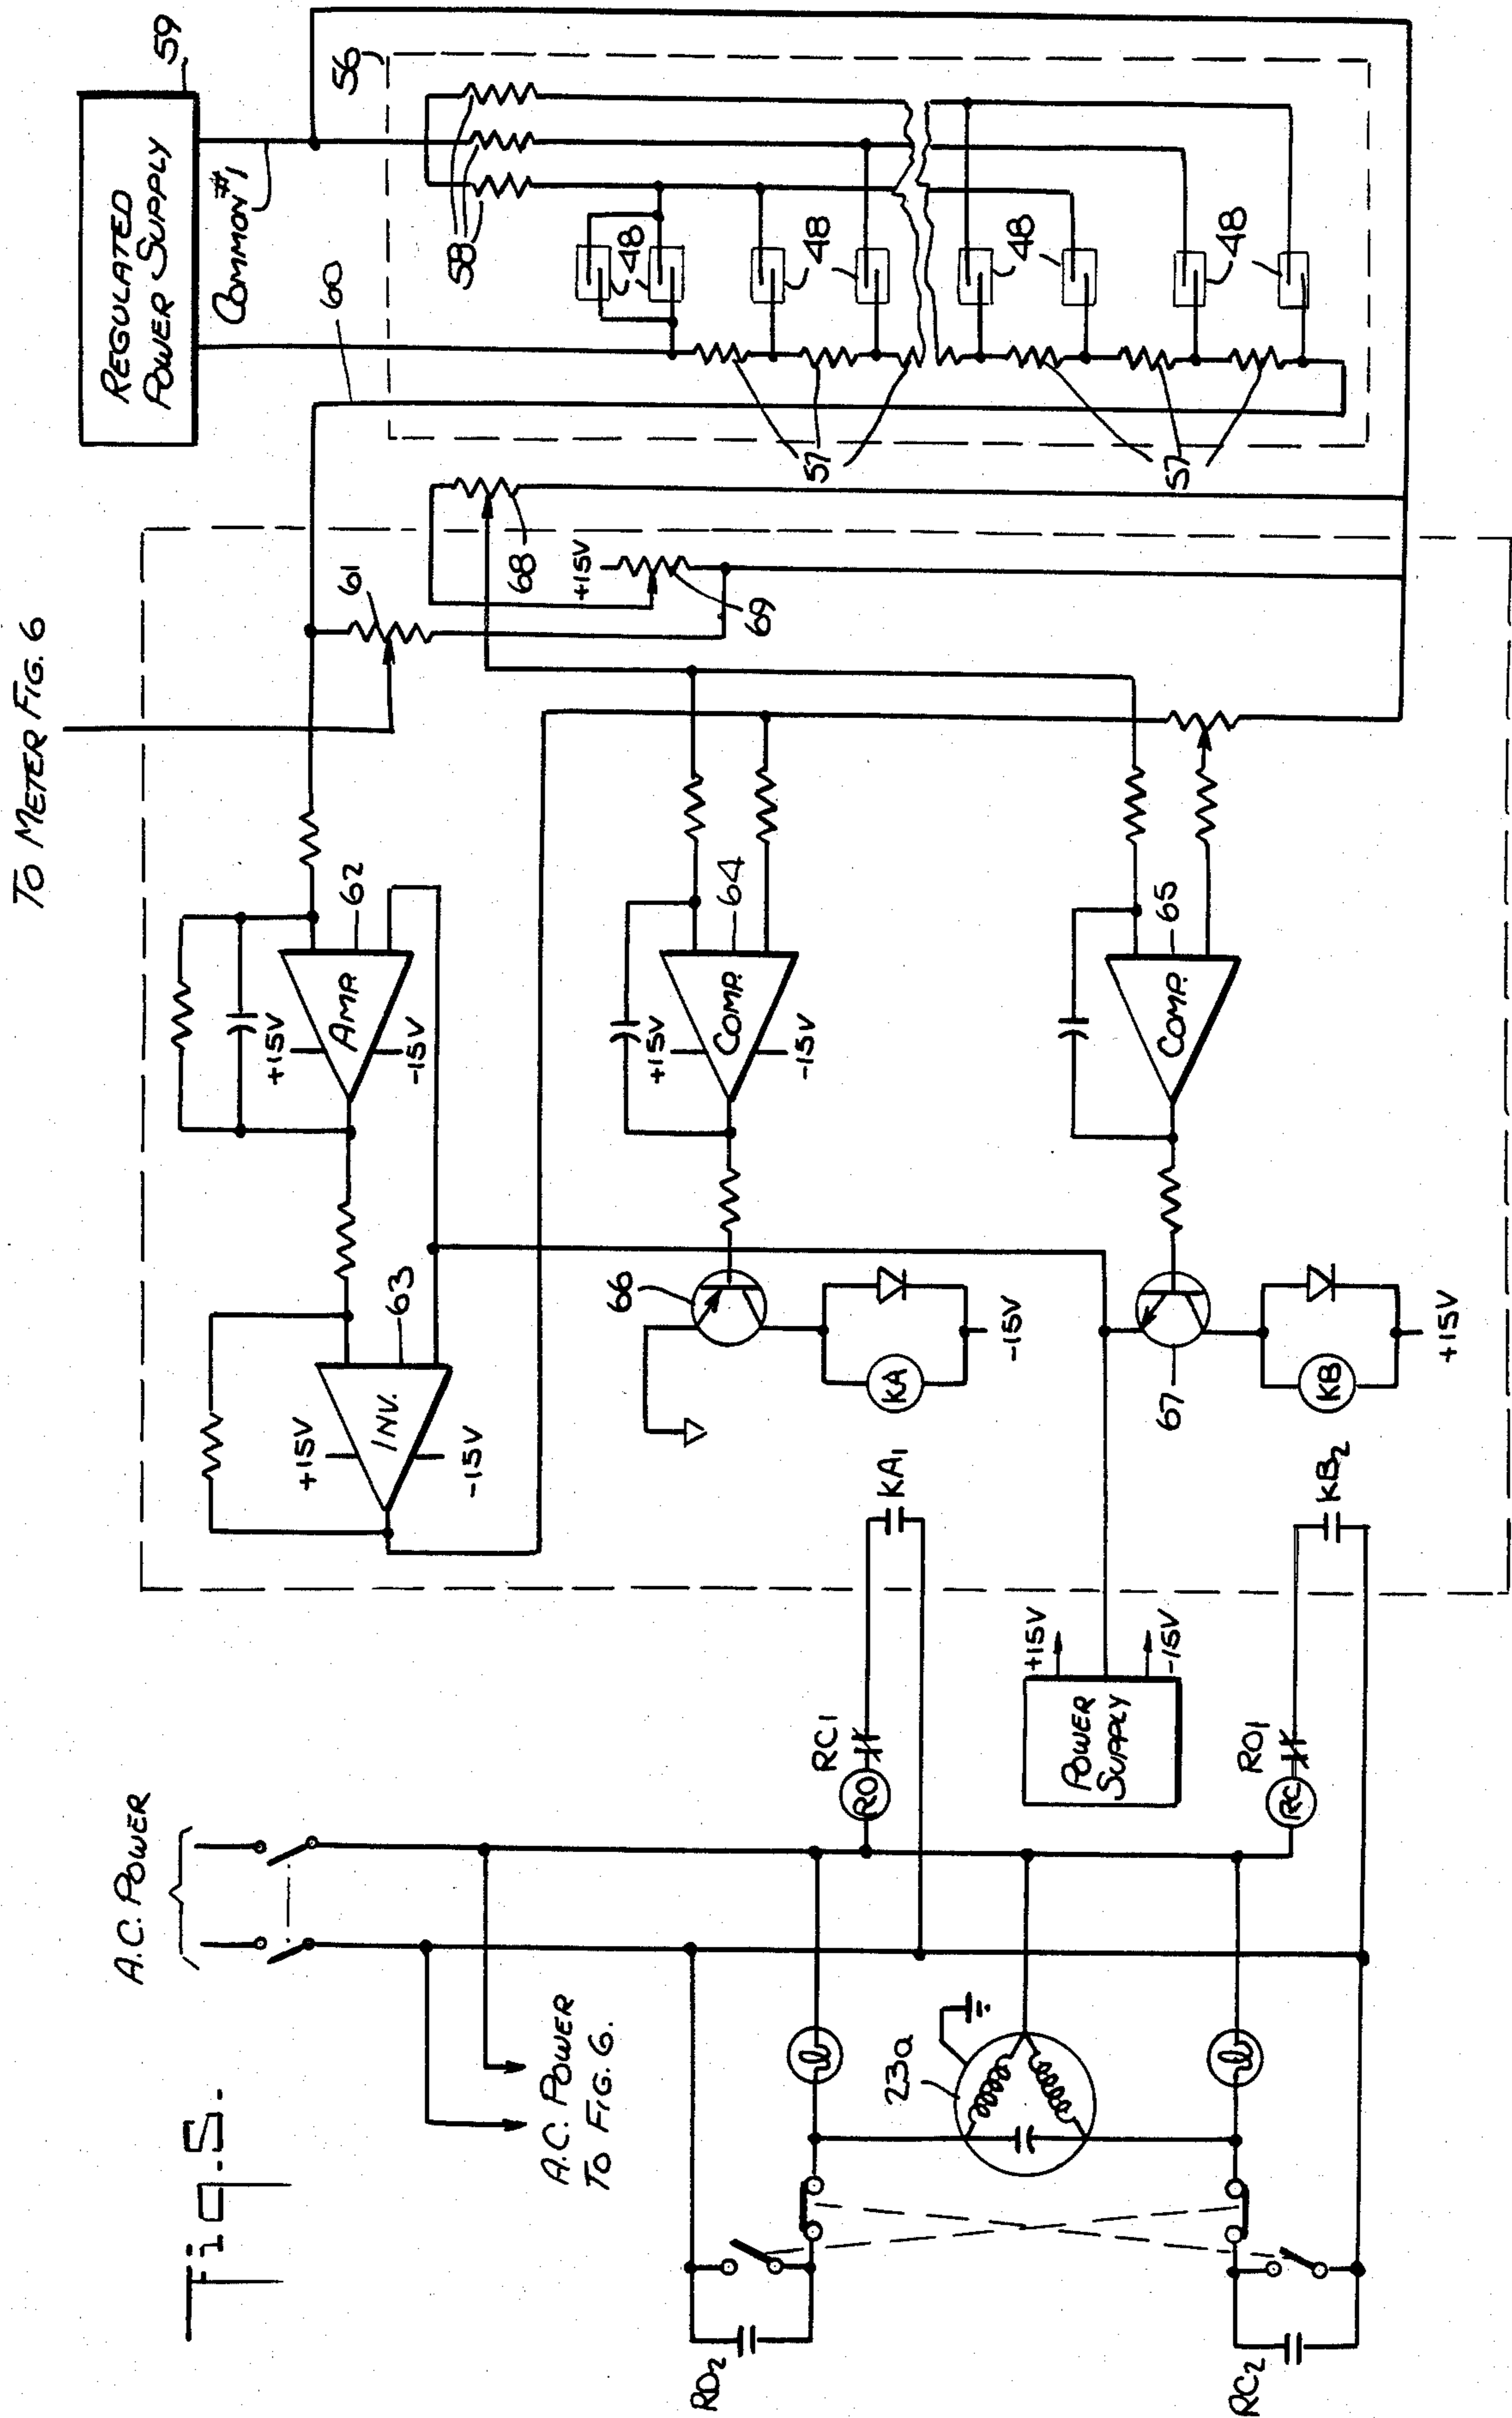 Fig. 5.
A.C. POWER
A.C. POWER
TO FIG. 6.
RO2
RC2
23a
RC1
RO
RO1
RC
POWER
SUPPLY
+15V
-15V
KA1
KB2
INV.
63
+15V
-15V
66
KA
-15V
67
KB
+15V
AMP.
62
+15V
-15V
COMP.
64
+15V
-15V
COMP.
65
TO METER FIG. 6
61
68
+15V
69
REGULATED
POWER SUPPLY
59
COMMON #1
60
56
58
48
48
48
48
57
57